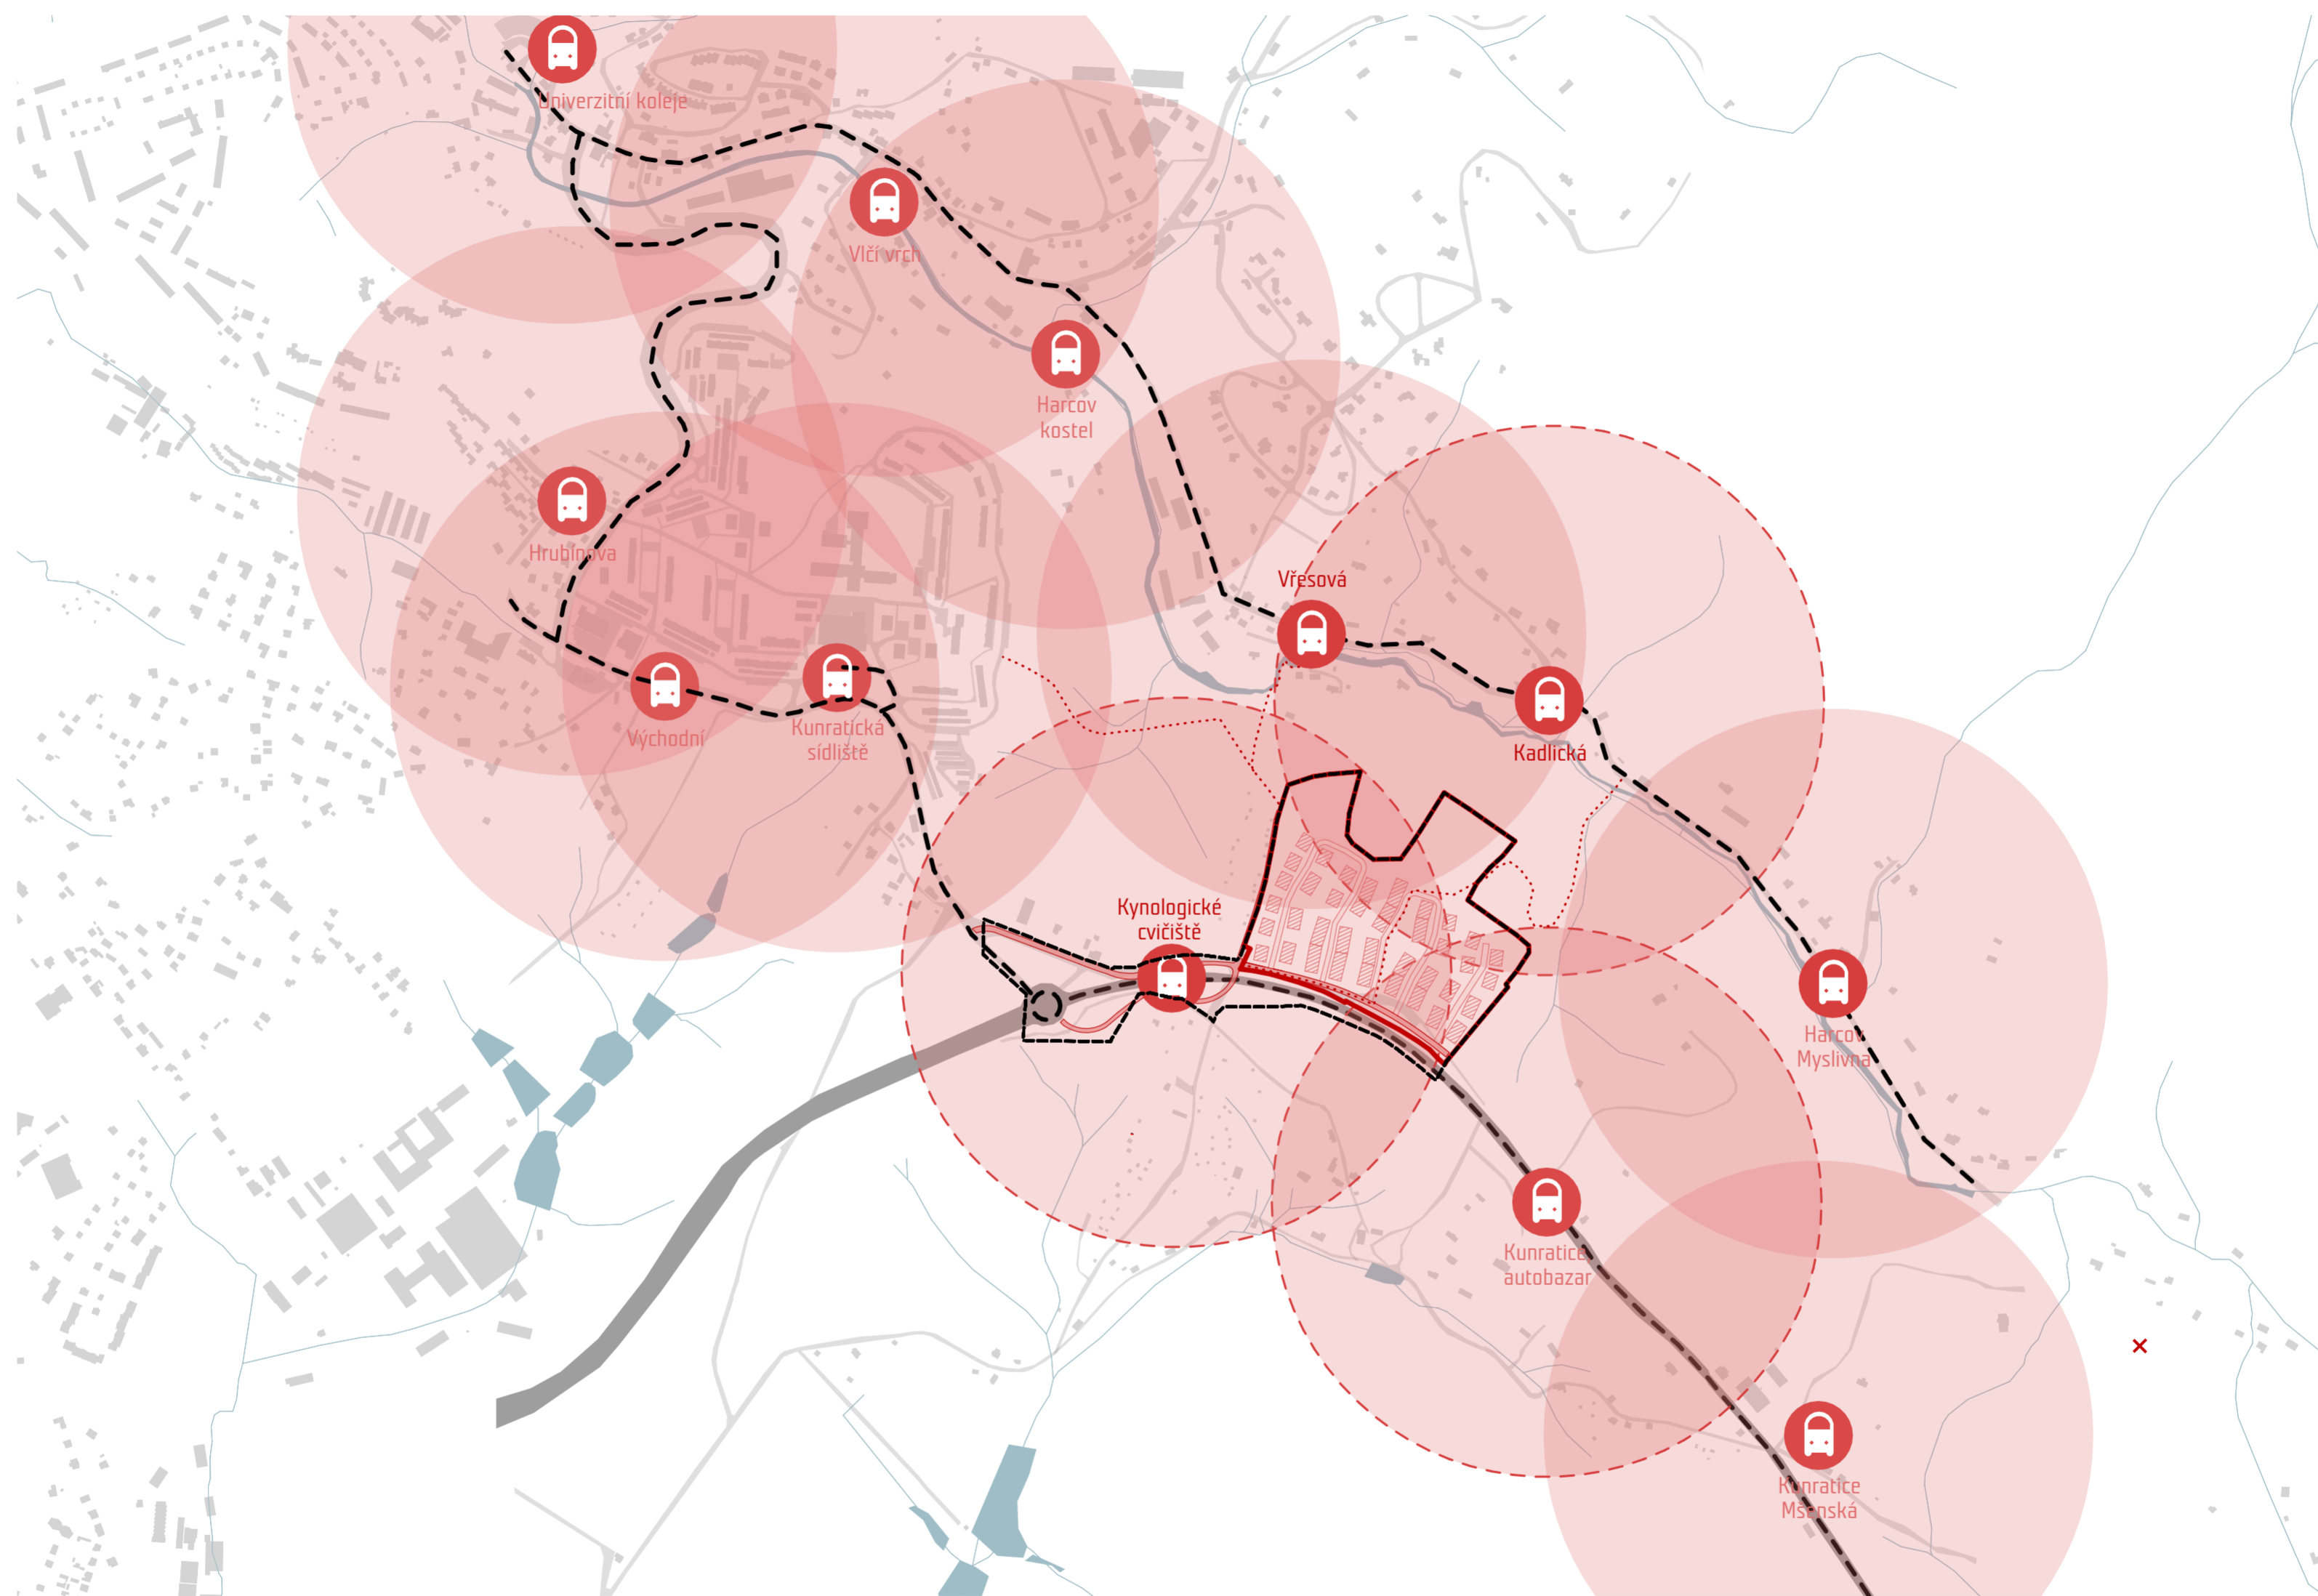 Univerzitní koleje
Vlčí vrch
Harcov
kostel
Hrubínova
Vřesová
Východní
Kunratická
sídliště
Kadlická
Kynologické
cvičiště
Harcov
Myslivna
Kunratice
autobazar
Kunratice
Mšenská